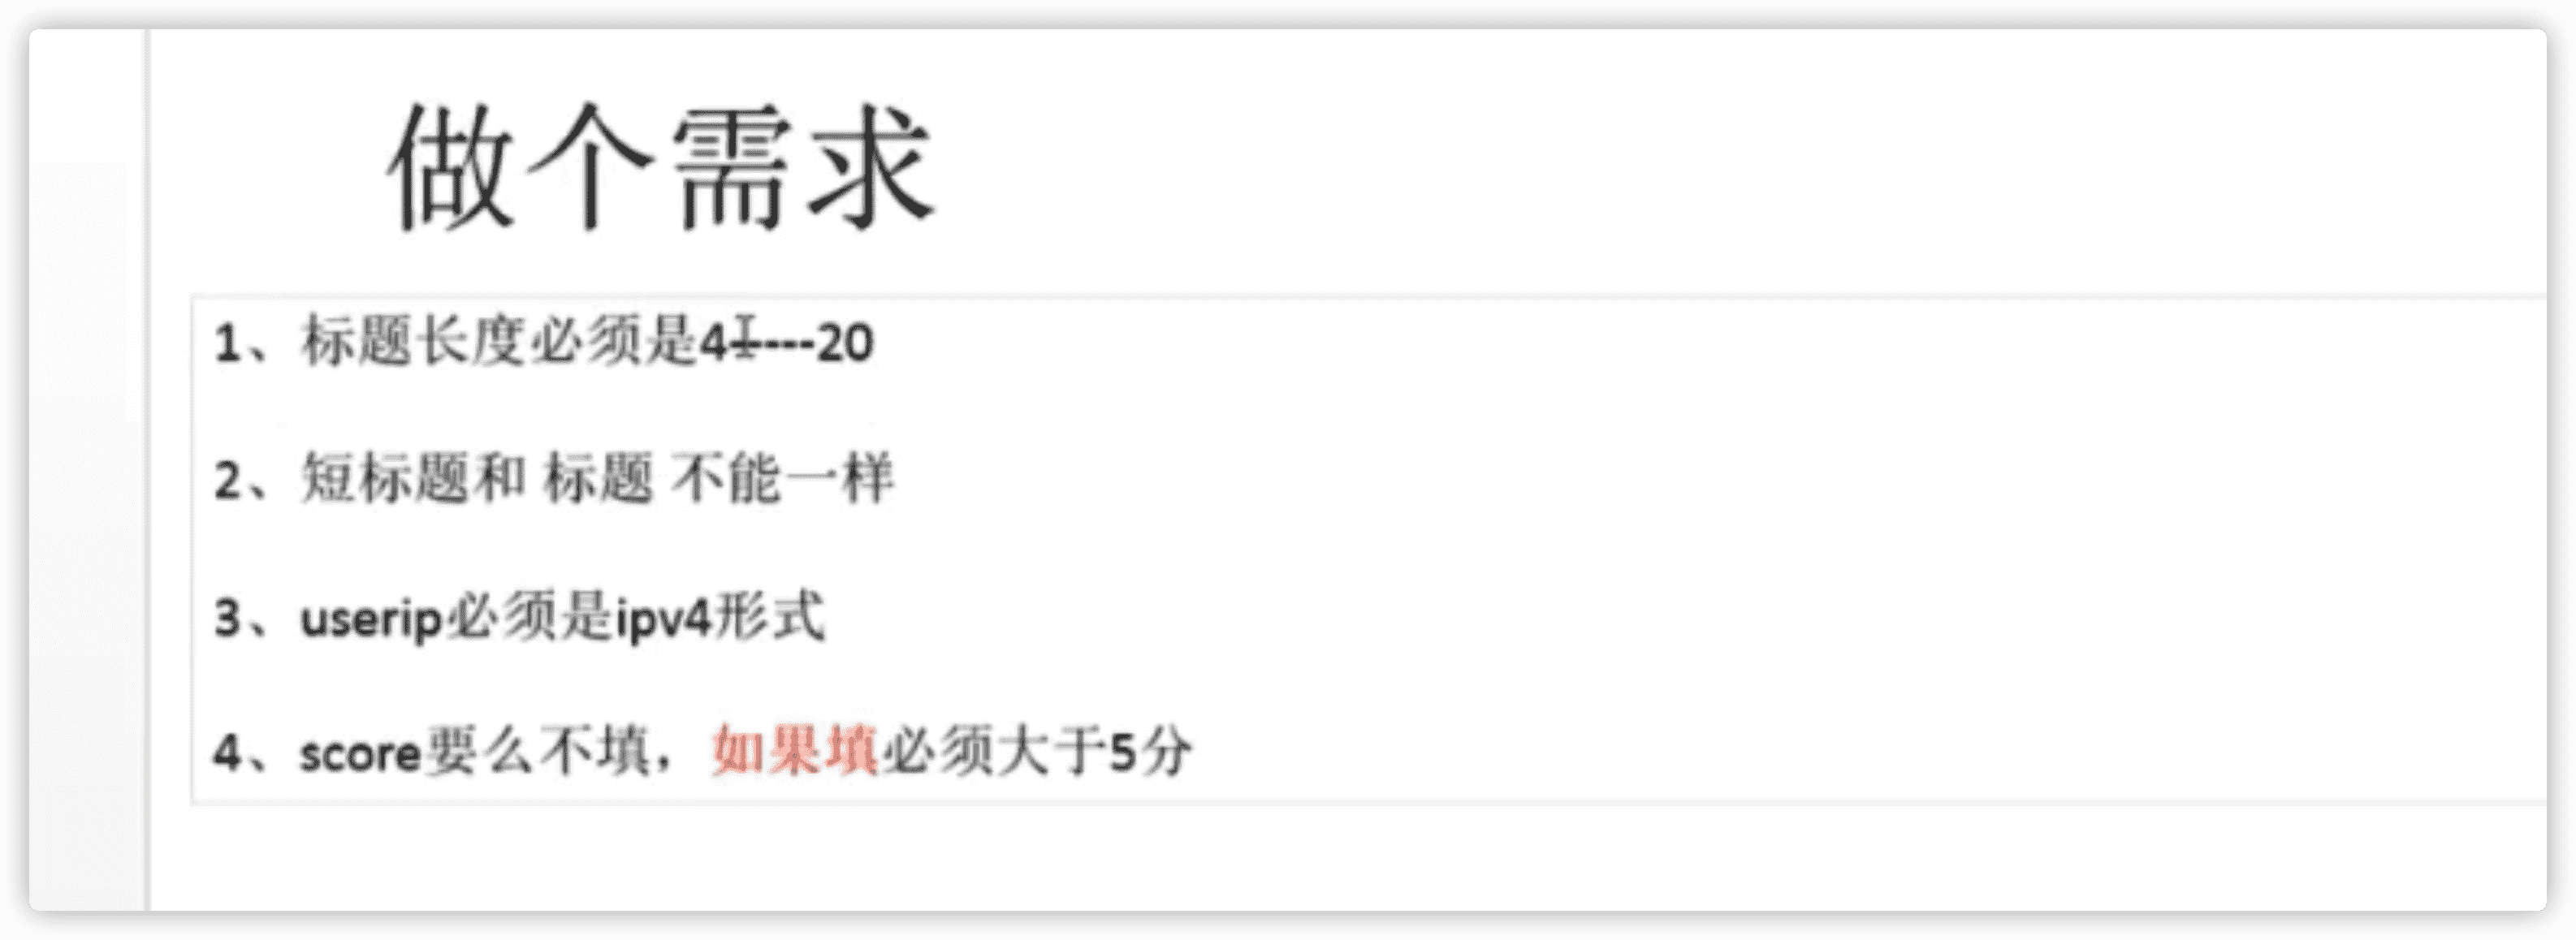 做个需求
1、标题长度必须是4----20
2、短标题和 标题 不能一样
3、userip必须是ipv4形式
4、score要么不填，如果填必须大于5分